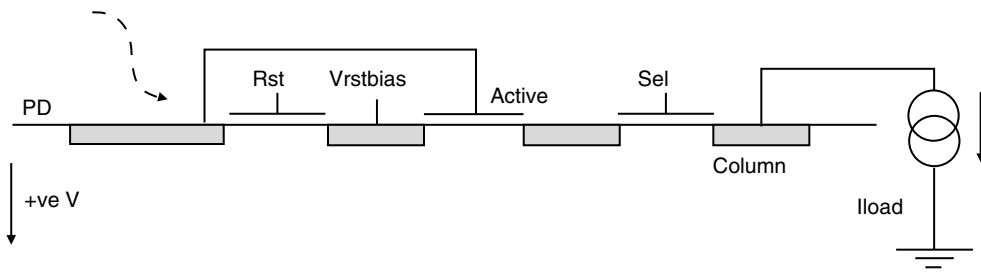 Rst
Vrstbias
Sel
PD
Active
Column
+ve V
Iload